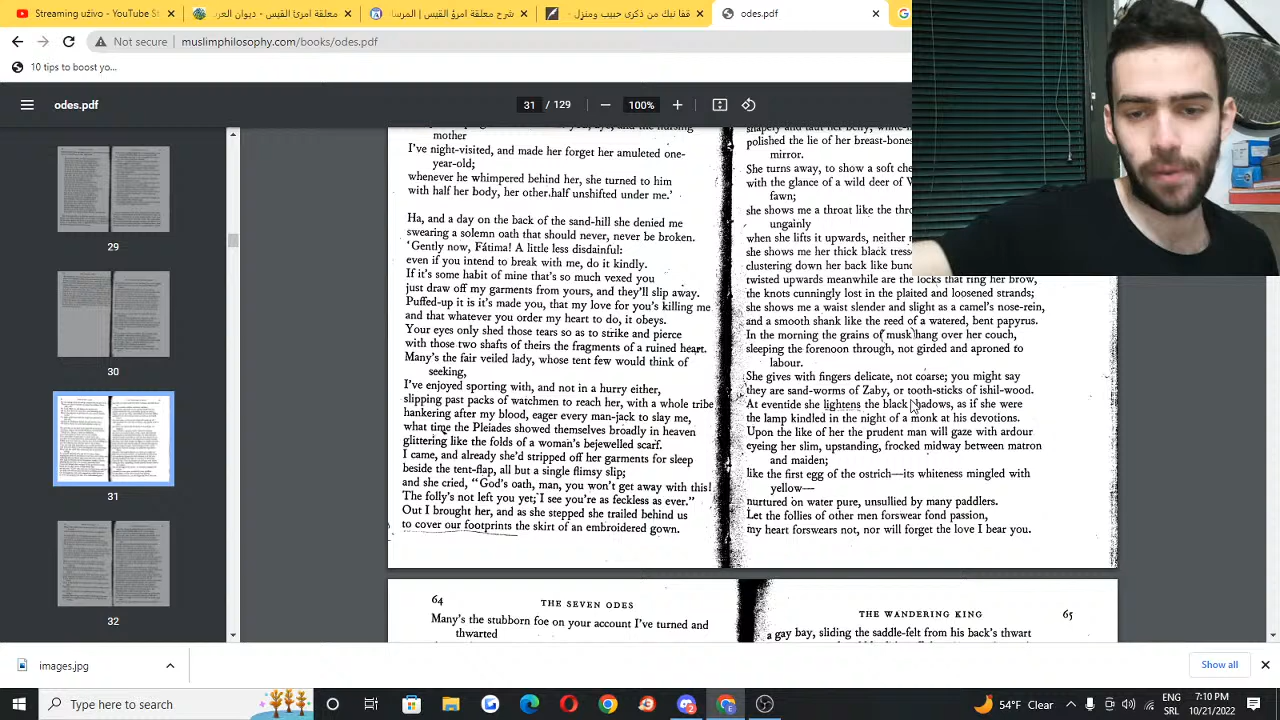 Streaming uživo - YouTube S
معلقة امرئ القيس - ديوان ال
شرح معلقة امرئ القيس | المرسا
قفا نبك من ذكرى حبيب ومنزل -
odes.pdf
Not secure | muslimphilosophy.com/books/odes.pdf
10 tips to boost yo...
odes.pdf
31 / 129
100%
29
30
31
32
mother
I've night-visited, and made her forget her amuleted one-
year-old;
whenever he whimpered behind her, she turned to him
with half her body, her other half unshifted under me.'
Ha, and a day on the back of the sand-hill she denied me
swearing a solemn oath that should never, never be broken.
'Gently now, Fátima! A little less disdainful:
even if you intend to break with me, do it kindly.
If it's some habit of mine that's so much vexed you
just draw off my garments from yours, and they'll slip away.
Puffed-up it is it's made you, that my love for you's killing me
and that whatever you order my heart to do, it obeys.
Your eyes only shed those tears so as to strike and pierce
with those two shafts of theirs the fragments of a ruined heart.
Many's the fair veiled lady, whose tent few would think of
seeking,
I've enjoyed sporting with, and not in a hurry either,
slipping past packs of watchmen to reach her, with a whole tribe
hankering after my blood, eager every man-jack to slay me,
what time the Pleiades showed themselves broadly in heaven
glittering like the folds of a woman's bejewelled scarf.
I came, and already she'd stripped off her garments for sleep
beside the tent-flap, all but a single flimsy slip;
and she cried, "God's oath, man, you won't get away with this!
The folly's not left you yet; I see you're as feckless as ever."
Out I brought her, and as she stepped she trailed behind us
to cover our footprints the skirt of an embroidered gown.
shapely and taut her belly, white-
polished the lie of her breast-bones
mirror.
She turns away, to show a soft che
with the glance of a wild deer of W
fawn;
she shows me a throat like the thro
ungainly
when she lifts it upwards, neither
she shows me her thick black tresse
clustering down her back like bunc
twisted upwards meanwhile are the locks that ring her brow,
the knots cunningly lost in the plaited and loosened strands;
she shows me a waist slender and slight as a camel's nose-rein,
and a smooth shank like the reed of a watered, bent papyrus.
In the morning the grains of musk hang over her couch,
sleeping the forenoon through, not girded and aproned to
labour.
She gives with fingers delicate, not coarse; you might say
they are sand-worms of Zaby, or tooth-sticks of ishil-wood.
At eventide she lightens the black shadows, as if she were
the lamp kindled in the night of a monk at his devotions.
Upon the like of her the prudent man will gaze with ardour
eyeing her slim, upstanding, frocked midway between matron
and maiden;
like the first egg of the ostrich—its whiteness mingled with
yellow—
nurtured on water pure, unsullied by many paddlers.
Let the follies of other men forswear fond passion,
my heart forswears not, nor will forget the love I bear you.
64
THE SEVEN ODES
Many's the stubborn foe on your account I've turned and
thwarted
THE WANDERING KING
65
a gay bay, sliding the saddle-felt from his back's thwart
images.jpg
Show all
Type here to search
54°F Clear
ENG
SRL
7:10 PM
10/21/2022